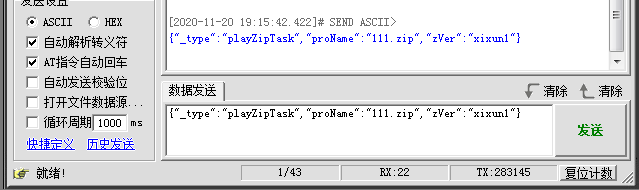 发送设置
ASCII HEX
自动解析转义符
AT指令自动回车
自动发送校验位
打开文件数据源...
循环周期 1000 ms
快捷定义 历史发送
[2020-11-20 19:15:42.422]# SEND ASCII>
{"_type":"playZipTask","proName":"111.zip","zVer":"xixun1"}
数据发送 清除 清除
{"_type":"playZipTask","proName":"111.zip","zVer":"xixun1"}
发送
就绪! 1/43 RX:22 TX:283145 复位计数